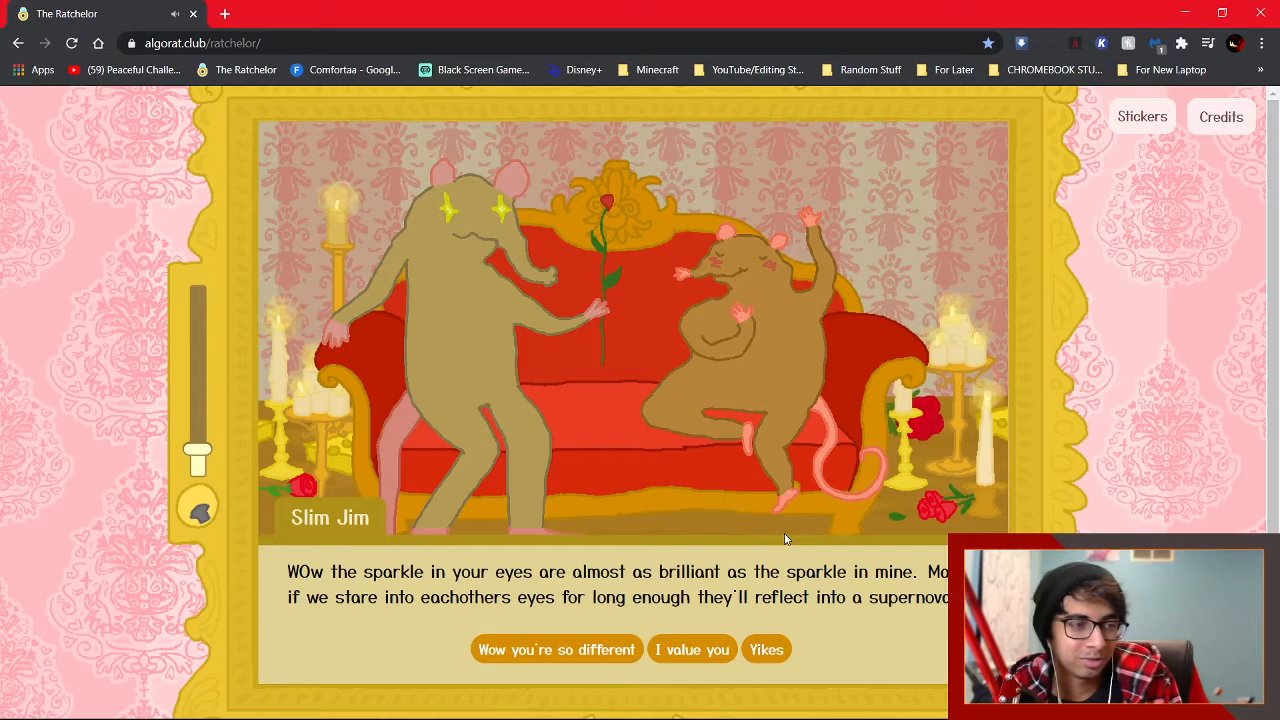 The Ratchelor
algorat.club/ratchelor/
1
Apps
(59) Peaceful Challe...
The Ratchelor
Comfortaa - Googl...
Black Screen Game...
Disney+
Minecraft
YouTube/Editing St...
Random Stuff
For Later
CHROMEBOOK STU...
For New Laptop
Stickers
Credits
Slim Jim
WOw the sparkle in your eyes are almost as brilliant as the sparkle in mine.
if we stare into eachothers eyes for long enough they'll reflect into a
Wow you're so different
I value you
Yikes